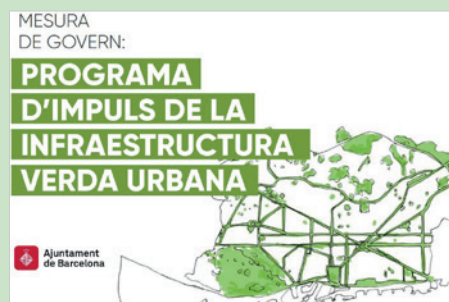 MESURA
DE GOVERN:
PROGRAMA
D'IMPULS DE LA
INFRAESTRUCTURA
VERDA URBANA
Ajuntament
de Barcelona